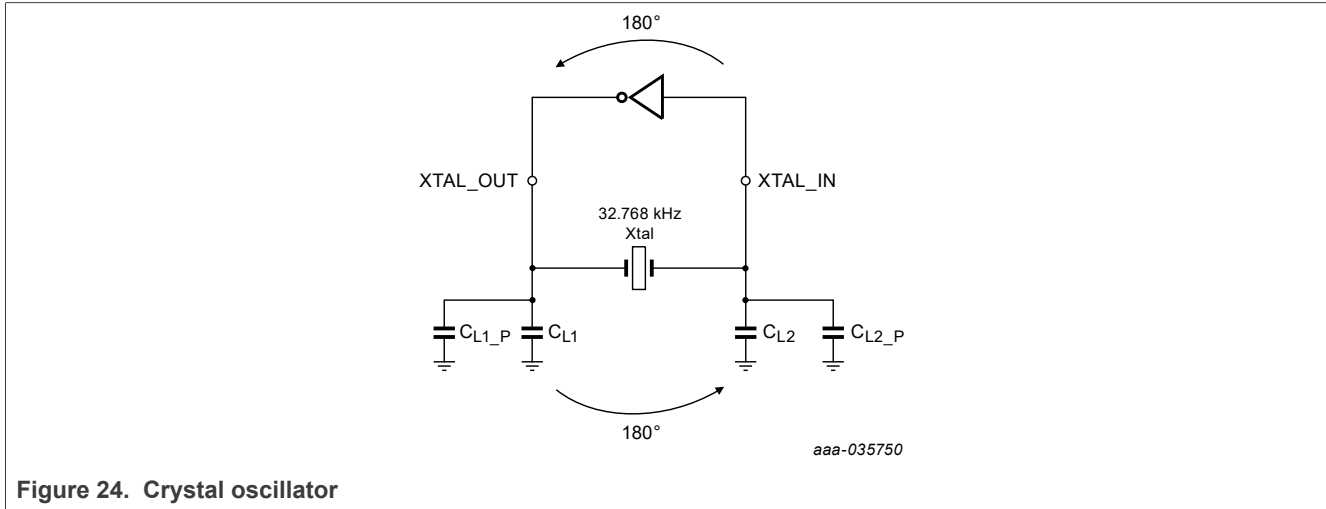 180°
XTAL_OUT
XTAL_IN
32.768 kHz
Xtal
CL1_P
CL1
CL2
CL2_P
180°
aaa-035750
Figure 24. Crystal oscillator